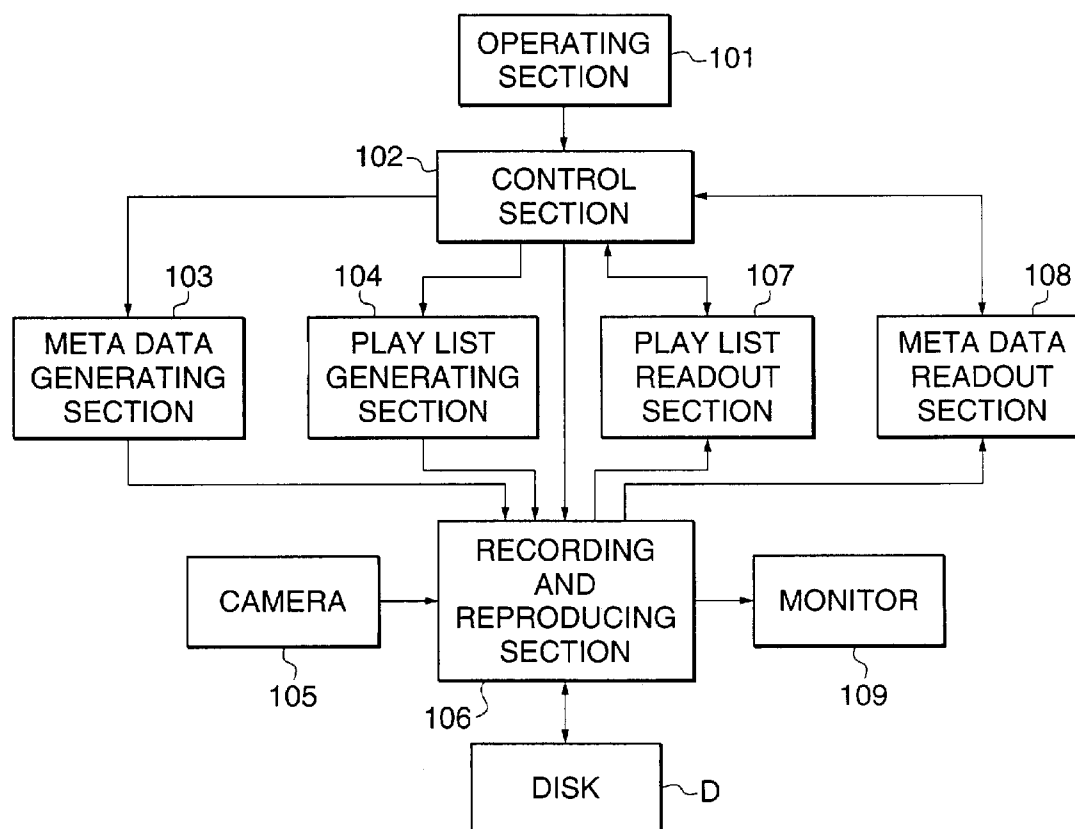 OPERATING
SECTION
101
102
CONTROL
SECTION
103
104
107
108
META DATA
GENERATING
SECTION
PLAY LIST
GENERATING
SECTION
PLAY LIST
READOUT
SECTION
META DATA
READOUT
SECTION
RECORDING
AND
REPRODUCING
SECTION
CAMERA
MONITOR
105
106
109
DISK
D